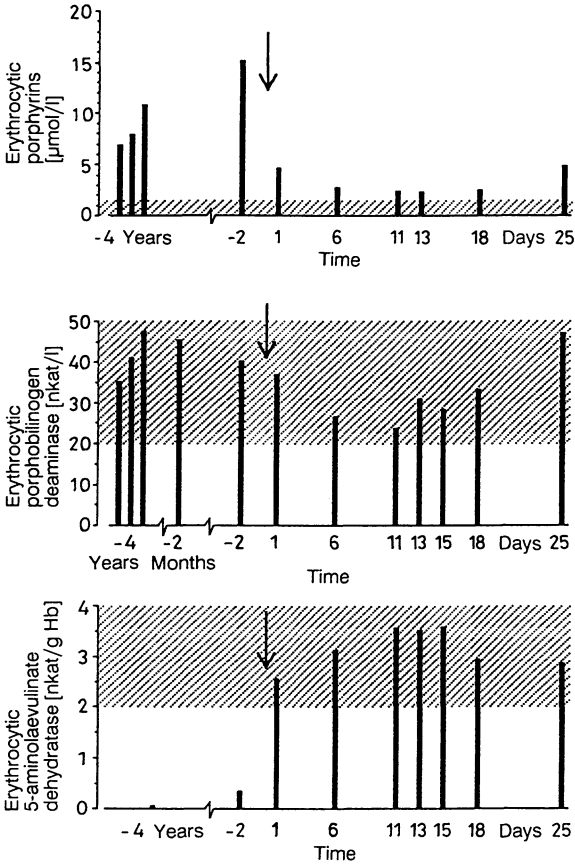 Erythrocytic
porphyrins
[µmol/l]
20
15
10
5
0
-4 Years
-2 1 6 11 13 18 Days 25
Time
Erythrocytic
porphobilinogen
deaminase [nkat/l]
50
40
30
20
10
0
-4 -2 -2 1 6 11 13 15 18 Days 25
Years Months
Time
Erythrocytic
5-aminolaevulinate
dehydratase [nkat/g Hb]
4
3
2
1
0
-4 Years -2 1 6 11 13 15 18 Days 25
Time